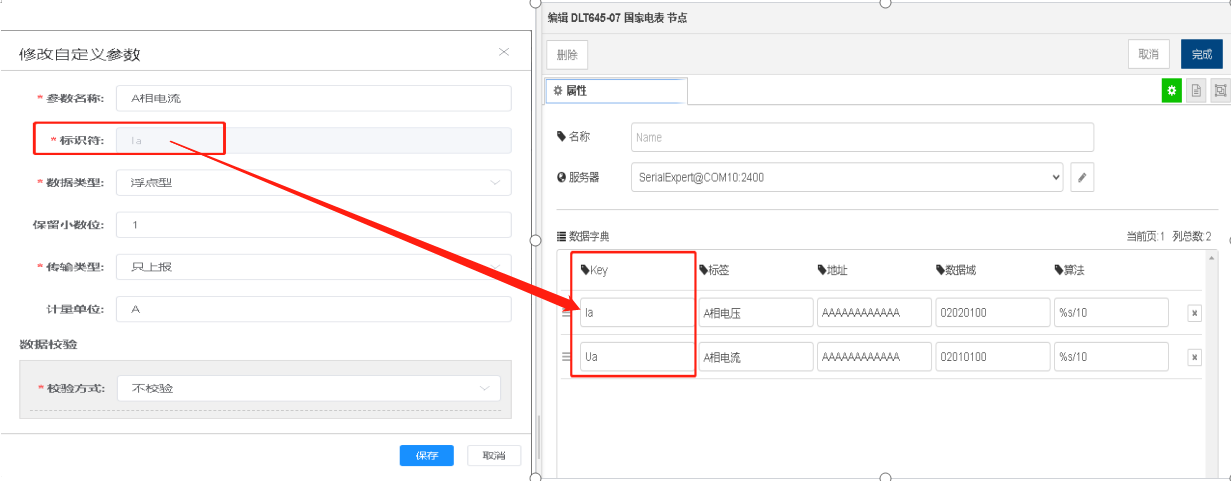 修改自定义参数
* 参数名称: A相电流
* 标识符: Ia
* 数据类型: 浮点型
保留小数位: 1
* 传输类型: 只上报
计量单位: A
数据校验
* 校验方式: 不校验
保存 取消
编辑 DLT645-07 国家电表 节点
删除 取消 完成
属性
名称 Name
服务器 SerialExpert@COM10:2400
数据字典 当前页:1 列总数:2
Key 标签 地址 数据域 算法
Ia A相电压 AAAAAAAAAAAA 02020100 %s/10 x
Ua A相电流 AAAAAAAAAAAA 02010100 %s/10 x